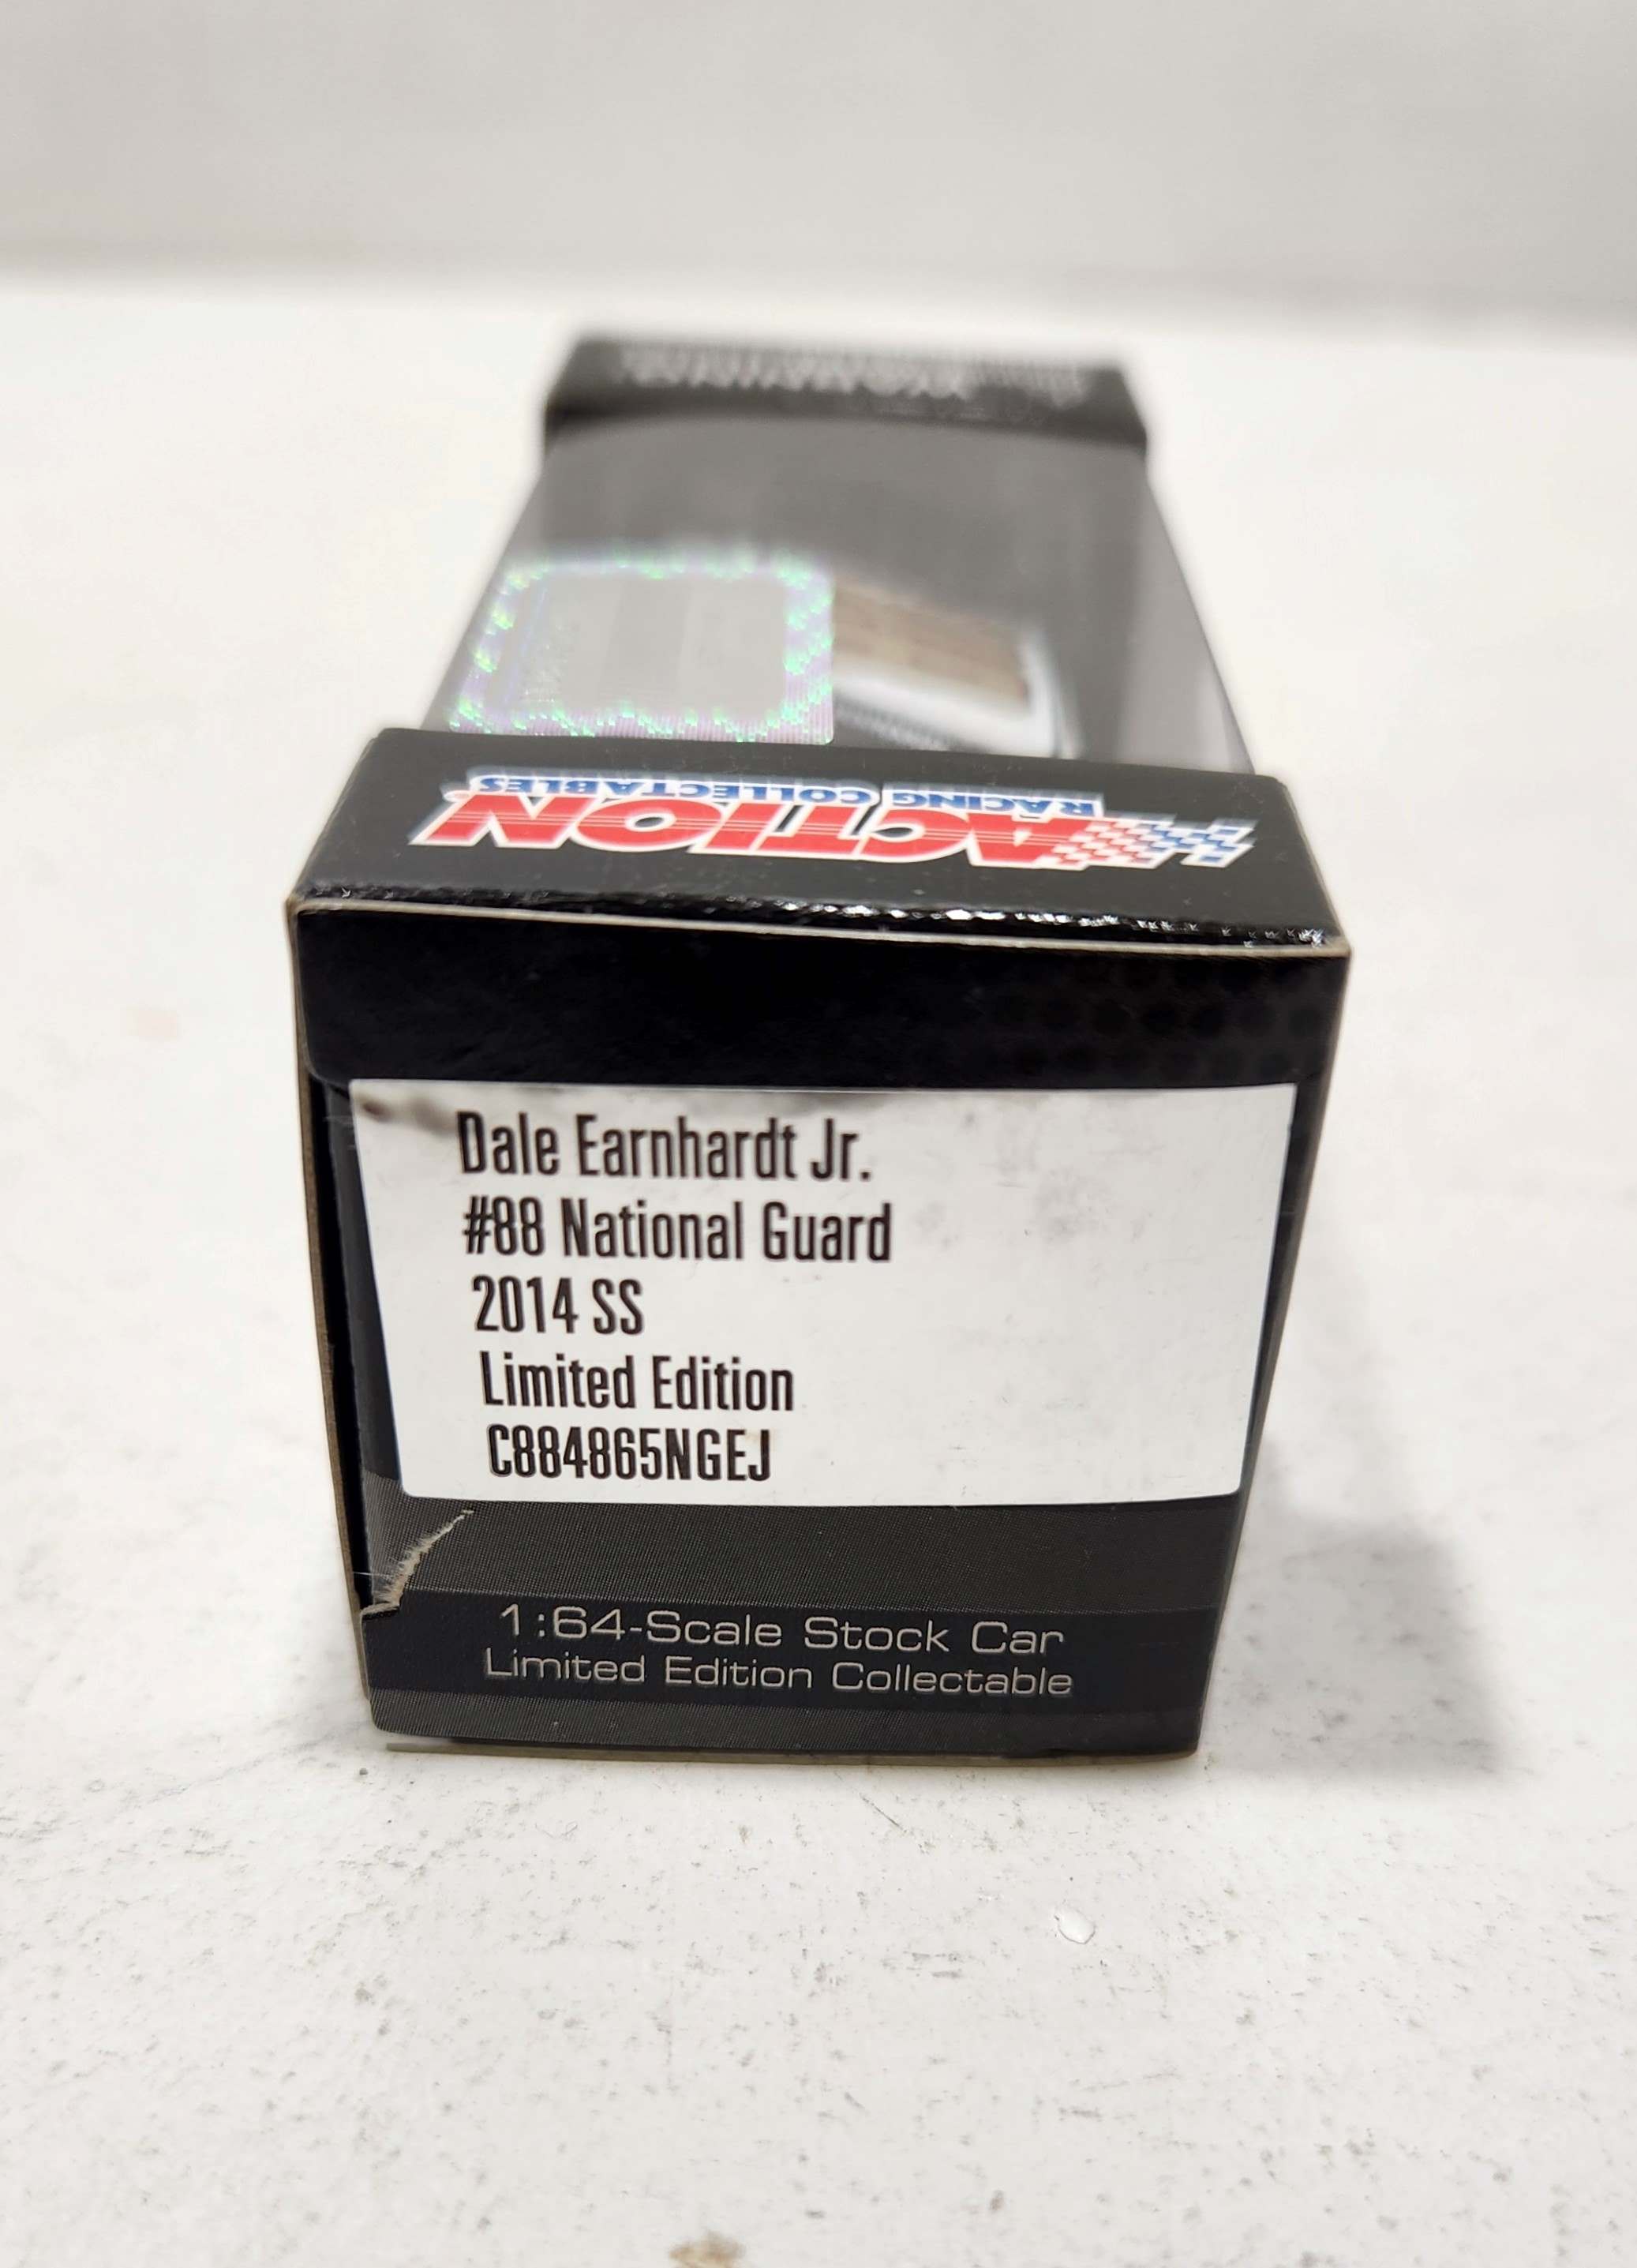 ACTION
RACING COLLECTABLES
Dale Earnhardt Jr.
#88 National Guard
2014 SS
Limited Edition
C884865NGEJ
1:64-Scale Stock Car
Limited Edition Collectable